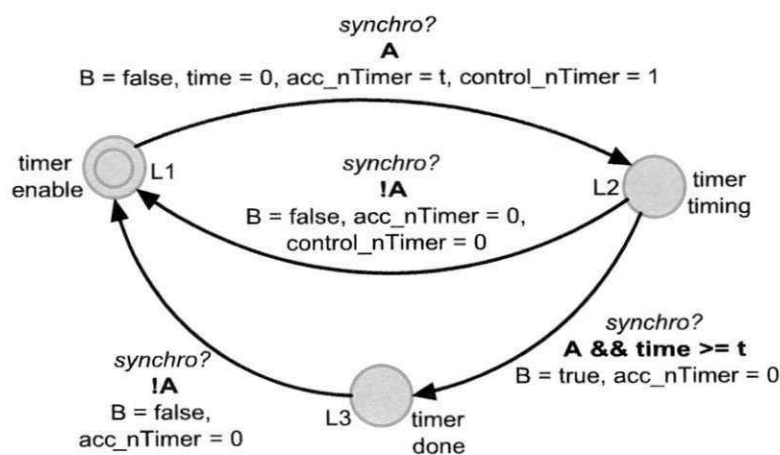 synchro?
A
B = false, time = 0, acc_nTimer = t, control_nTimer = 1
timer
enable
L1
synchro?
!A
B = false, acc_nTimer = 0,
control_nTimer = 0
L2
timer
timing
synchro?
A && time >= t
B = true, acc_nTimer = 0
synchro?
!A
B = false,
acc_nTimer = 0
L3
timer
done